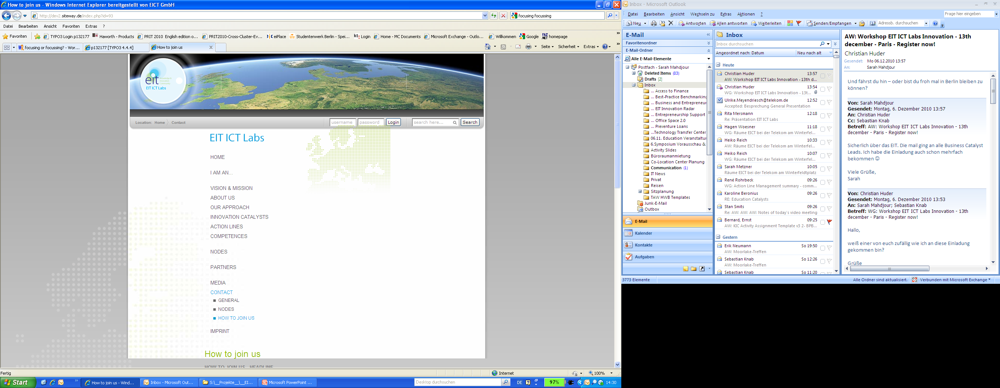 How to join us - Windows Internet Explorer bereitgestellt von EICT GmbH
http://dev2.siteway.de/index.php?id=93
focusing focussing
Datei Bearbeiten Ansicht Favoriten Extras ?
Favoriten TYPO3 Login p132177 Haworth - Products PRIT 2010 English edition o... PRIT2010-Cross-Cluster-Ev... eiPlace Studentenwerk Berlin - Spei... Login Home - MC Documents Microsoft Exchange - Outlo... Willkommen Google FAZ.NET homepage
focusing or focussing? - Wor... p132177 [TYPO3 4.4.4] How to join us Seite Sicherheit Extras
eit Knowledge & Innovation Community
EIT ICT Labs
Location: Home Contact username password Login search here... Search
EIT ICT Labs
HOME
I AM AN...
VISION & MISSION
ABOUT US
OUR APPROACH
INNOVATION CATALYSTS
ACTION LINES
COMPETENCES
NODES
PARTNERS
MEDIA
CONTACT
GENERAL
NODES
HOW TO JOIN US
IMPRINT
How to join us
HOW TO JOIN US - HEADLINE
Fertig Internet 100%
Start How to join us - Wind... Inbox - Microsoft Out... S:\__Projekte__\__EI... Microsoft PowerPoint ... Desktop durchsuchen DE 97% 14:30
Inbox - Microsoft Outlook
Datei Bearbeiten Ansicht Wechseln zu Extras Aktionen ? Frage hier eingeben
Neu Antworten Allen antworten Weiterleiten Senden/Empfangen Adressb. durchsuchen
E-Mail
Favoritenordner
E-Mail-Ordner
Alle E-Mail-Elemente
Postfach - Sarah Mahdjour
Deleted Items (83)
Drafts [2]
Inbox
... Access to Finance
... Best-Practice Benchmarking
... Business and Entrepreneur
... EIT Innovation Radar
... Entrepreneurship Support
... Office Space 2.0
... Preventure Loans
...Technology Transfer Center
06.11. Education Veranstaltun
6.Symposium Vorausschau &
Activity Slides
Büroraumanmietung
Co-Location Center Planung
Communication (1)
IT News
Privat
Reisen
Sitzplanung
TAW HWB Templates
Junk-E-Mail
Outbox
E-Mail
Kalender
Kontakte
Aufgaben
3773 Elemente
Inbox
Inbox durchsuchen
Angeordnet nach: Datum Neu nach alt
Heute
Christian Huder 13:57
AW: Workshop EIT ICT Labs Innovation - 13th d...
Christian Huder 13:54
WG: Workshop EIT ICT Labs Innovation - 13t...
Ulrike.Meyendriesch@telekom.de 12:52
Accepted: Besprechung General Presentation
Rita Mersmann 12:18
Re: Präsentation EIT ICT Labs
Hagen Woesner 11:18
WG: Räume EICT bei der Telekom am Winterfel...
Heiko Reich 10:33
AW: Räume EICT bei der Telekom am Winterfel...
Heiko Reich 10:07
WG: Räume EICT bei der Telekom am Winterfel...
Sarah Metzner 10:05
Räume EICT bei der Telekom am Winterfeldtplatz
René Rohrbeck 09:26
WG: Action Line Management summary - comm...
Karoline Beronius 09:26
RE: Education Catalysts
Stan Smits 09:26
Re: AW: AW: AW: Notes of today's video meeting
Bernard, Ernst 09:25
AW: KIC Activity Assignment Template v3 2- BPB...
Gestern
Erik Neumann So 19:50
AW: Moorlake-Treffen
Sebastian Knab So 12:26
AW: Moorlake-Treffen
Sebastian Knab So 11:20
AW: Workshop EIT ICT Labs Innovation - 13th
december - Paris - Register now!
Christian Huder
Gesendet: Mo 06.12.2010 13:57
An: Sarah Mahdjour
Und fährst du hin – oder bist du froh mal in Berlin bleiben zu
können?
Von: Sarah Mahdjour
Gesendet: Montag, 6. Dezember 2010 13:57
An: Christian Huder
Cc: Sebastian Knab
Betreff: AW: Workshop EIT ICT Labs Innovation - 13th
december - Paris - Register now!
Sicherlich über das EIT. Die mail ging an alle Business Catalyst
Leads. Ich habe die Einladung auch schon mehrfach
bekommen ☺
Viele Grüße,
Sarah
Von: Christian Huder
Gesendet: Montag, 6. Dezember 2010 13:53
An: Sarah Mahdjour; Sebastian Knab
Betreff: WG: Workshop EIT ICT Labs Innovation - 13th
december - Paris - Register now!
Hallo,
weiß einer von euch zufällig wie ich an diese Einladung
gekommen bin?
Grüße
Alle Ordner sind aktualisiert. Verbunden mit Microsoft Exchange